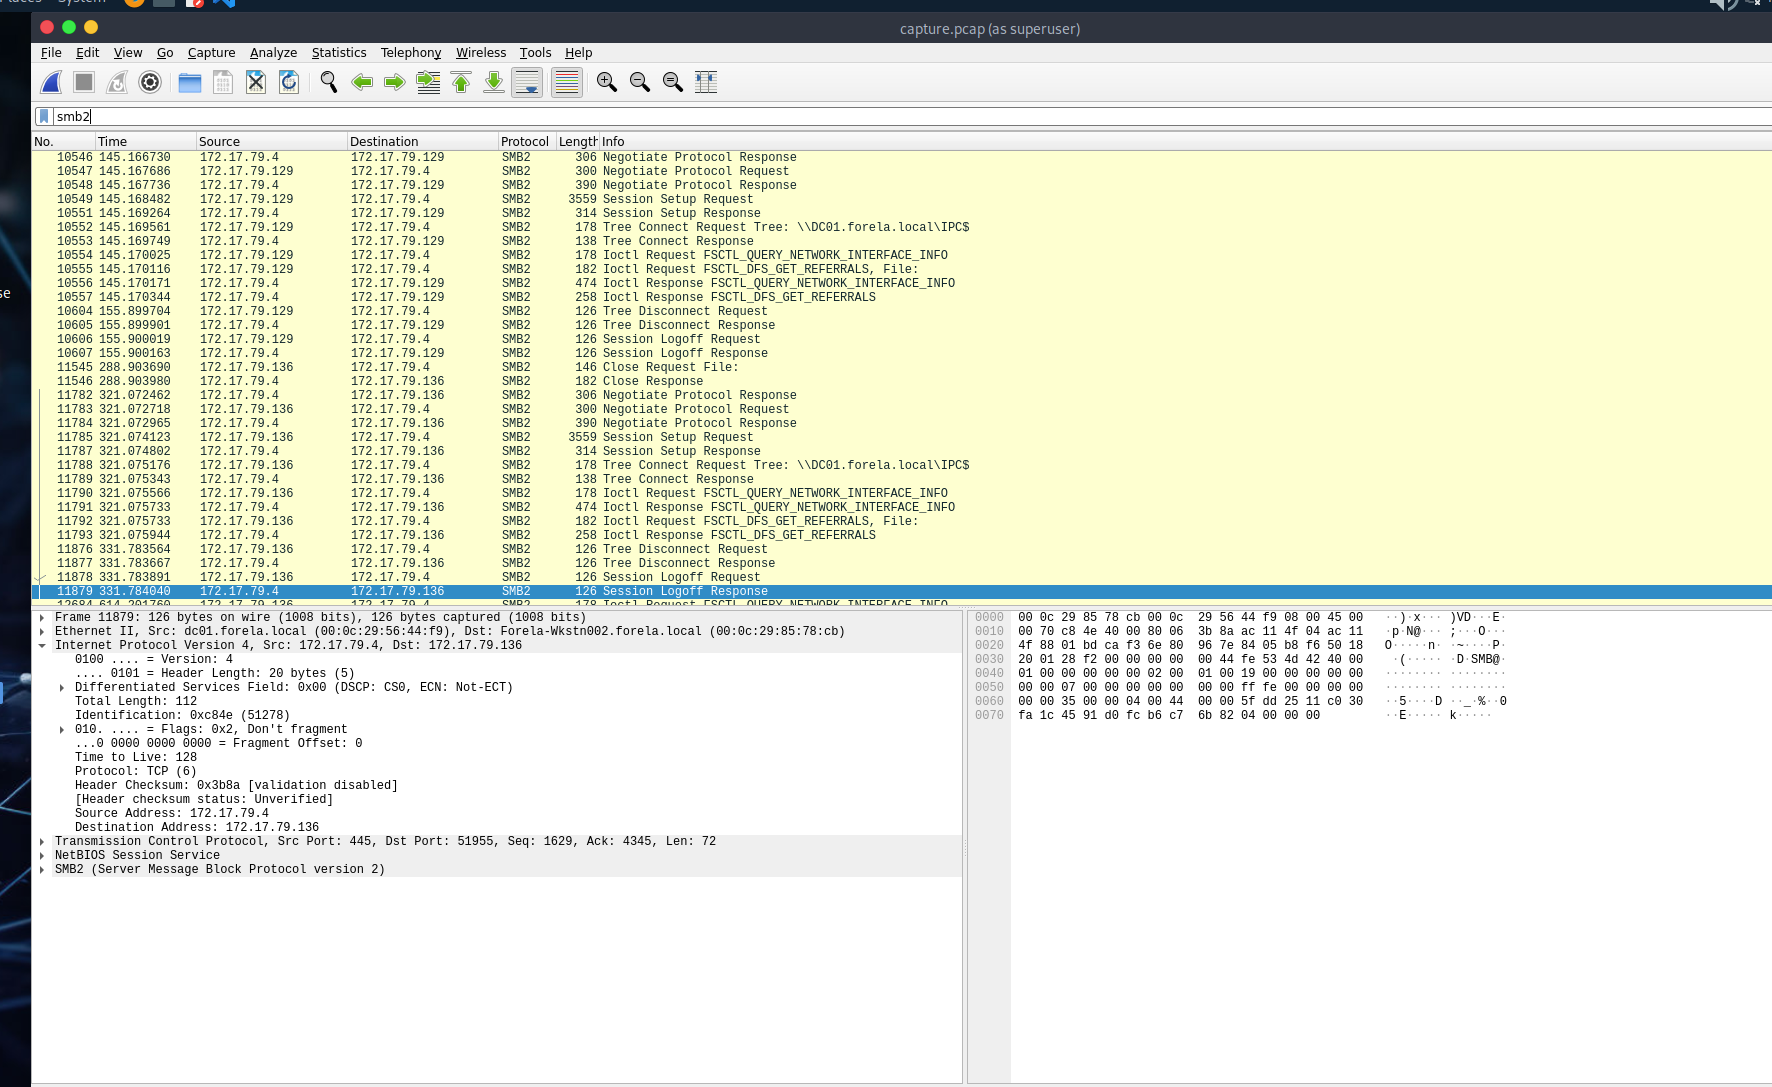 System
capture.pcap (as superuser)
File Edit View Go Capture Analyze Statistics Telephony Wireless Tools Help
smb2
No. Time Source Destination Protocol Length Info
10546 145.166730 172.17.79.4 172.17.79.129 SMB2 306 Negotiate Protocol Response
10547 145.167686 172.17.79.129 172.17.79.4 SMB2 300 Negotiate Protocol Request
10548 145.167736 172.17.79.4 172.17.79.129 SMB2 390 Negotiate Protocol Response
10549 145.168482 172.17.79.129 172.17.79.4 SMB2 3559 Session Setup Request
10551 145.169264 172.17.79.4 172.17.79.129 SMB2 314 Session Setup Response
10552 145.169561 172.17.79.129 172.17.79.4 SMB2 178 Tree Connect Request Tree: \\DC01.forela.local\IPC$
10553 145.169749 172.17.79.4 172.17.79.129 SMB2 138 Tree Connect Response
10554 145.170025 172.17.79.129 172.17.79.4 SMB2 178 Ioctl Request FSCTL_QUERY_NETWORK_INTERFACE_INFO
10555 145.170116 172.17.79.129 172.17.79.4 SMB2 182 Ioctl Request FSCTL_DFS_GET_REFERRALS, File:
10556 145.170171 172.17.79.4 172.17.79.129 SMB2 474 Ioctl Response FSCTL_QUERY_NETWORK_INTERFACE_INFO
10557 145.170344 172.17.79.4 172.17.79.129 SMB2 258 Ioctl Response FSCTL_DFS_GET_REFERRALS
10604 155.899704 172.17.79.129 172.17.79.4 SMB2 126 Tree Disconnect Request
10605 155.899901 172.17.79.4 172.17.79.129 SMB2 126 Tree Disconnect Response
10606 155.900019 172.17.79.129 172.17.79.4 SMB2 126 Session Logoff Request
10607 155.900163 172.17.79.4 172.17.79.129 SMB2 126 Session Logoff Response
11545 288.903690 172.17.79.136 172.17.79.4 SMB2 146 Close Request File:
11546 288.903980 172.17.79.4 172.17.79.136 SMB2 182 Close Response
11782 321.072462 172.17.79.4 172.17.79.136 SMB2 306 Negotiate Protocol Response
11783 321.072718 172.17.79.136 172.17.79.4 SMB2 300 Negotiate Protocol Request
11784 321.072965 172.17.79.4 172.17.79.136 SMB2 390 Negotiate Protocol Response
11785 321.074123 172.17.79.136 172.17.79.4 SMB2 3559 Session Setup Request
11787 321.074802 172.17.79.4 172.17.79.136 SMB2 314 Session Setup Response
11788 321.075176 172.17.79.136 172.17.79.4 SMB2 178 Tree Connect Request Tree: \\DC01.forela.local\IPC$
11789 321.075343 172.17.79.4 172.17.79.136 SMB2 138 Tree Connect Response
11790 321.075566 172.17.79.136 172.17.79.4 SMB2 178 Ioctl Request FSCTL_QUERY_NETWORK_INTERFACE_INFO
11791 321.075733 172.17.79.4 172.17.79.136 SMB2 474 Ioctl Response FSCTL_QUERY_NETWORK_INTERFACE_INFO
11792 321.075733 172.17.79.136 172.17.79.4 SMB2 182 Ioctl Request FSCTL_DFS_GET_REFERRALS, File:
11793 321.075944 172.17.79.4 172.17.79.136 SMB2 258 Ioctl Response FSCTL_DFS_GET_REFERRALS
11876 331.783564 172.17.79.136 172.17.79.4 SMB2 126 Tree Disconnect Request
11877 331.783667 172.17.79.4 172.17.79.136 SMB2 126 Tree Disconnect Response
11878 331.783891 172.17.79.136 172.17.79.4 SMB2 126 Session Logoff Request
11879 331.784040 172.17.79.4 172.17.79.136 SMB2 126 Session Logoff Response
12684 614.201760 172.17.79.136 172.17.79.4 SMB2 178 Ioctl Request FSCTL_QUERY_NETWORK_INTERFACE_INFO
Frame 11879: 126 bytes on wire (1008 bits), 126 bytes captured (1008 bits)
Ethernet II, Src: dc01.forela.local (00:0c:29:56:44:f9), Dst: Forela-Wkstn002.forela.local (00:0c:29:85:78:cb)
Internet Protocol Version 4, Src: 172.17.79.4, Dst: 172.17.79.136
0100 .... = Version: 4
.... 0101 = Header Length: 20 bytes (5)
Differentiated Services Field: 0x00 (DSCP: CS0, ECN: Not-ECT)
Total Length: 112
Identification: 0xc84e (51278)
010. .... = Flags: 0x2, Don't fragment
...0 0000 0000 0000 = Fragment Offset: 0
Time to Live: 128
Protocol: TCP (6)
Header Checksum: 0x3b8a [validation disabled]
[Header checksum status: Unverified]
Source Address: 172.17.79.4
Destination Address: 172.17.79.136
Transmission Control Protocol, Src Port: 445, Dst Port: 51955, Seq: 1629, Ack: 4345, Len: 72
NetBIOS Session Service
SMB2 (Server Message Block Protocol version 2)
0000 00 0c 29 85 78 cb 00 0c 29 56 44 f9 08 00 45 00 ··)·x··· )VD···E·
0010 00 70 c8 4e 40 00 80 06 3b 8a ac 11 4f 04 ac 11 ·p·N@··· ;···O···
0020 4f 88 01 bd ca f3 6e 80 96 7e 84 05 b8 f6 50 18 O·····n· ·~····P·
0030 20 01 28 f2 00 00 00 00 00 44 fe 53 4d 42 40 00 ·(····· ·D·SMB@·
0040 01 00 00 00 00 00 02 00 01 00 19 00 00 00 00 00 ········ ········
0050 00 00 07 00 00 00 00 00 00 00 ff fe 00 00 00 00 ········ ········
0060 00 00 35 00 00 04 00 44 00 00 5f dd 25 11 c0 30 ··5····D ··_·%··0
0070 fa 1c 45 91 d0 fc b6 c7 6b 82 04 00 00 00 ··E····· k·····